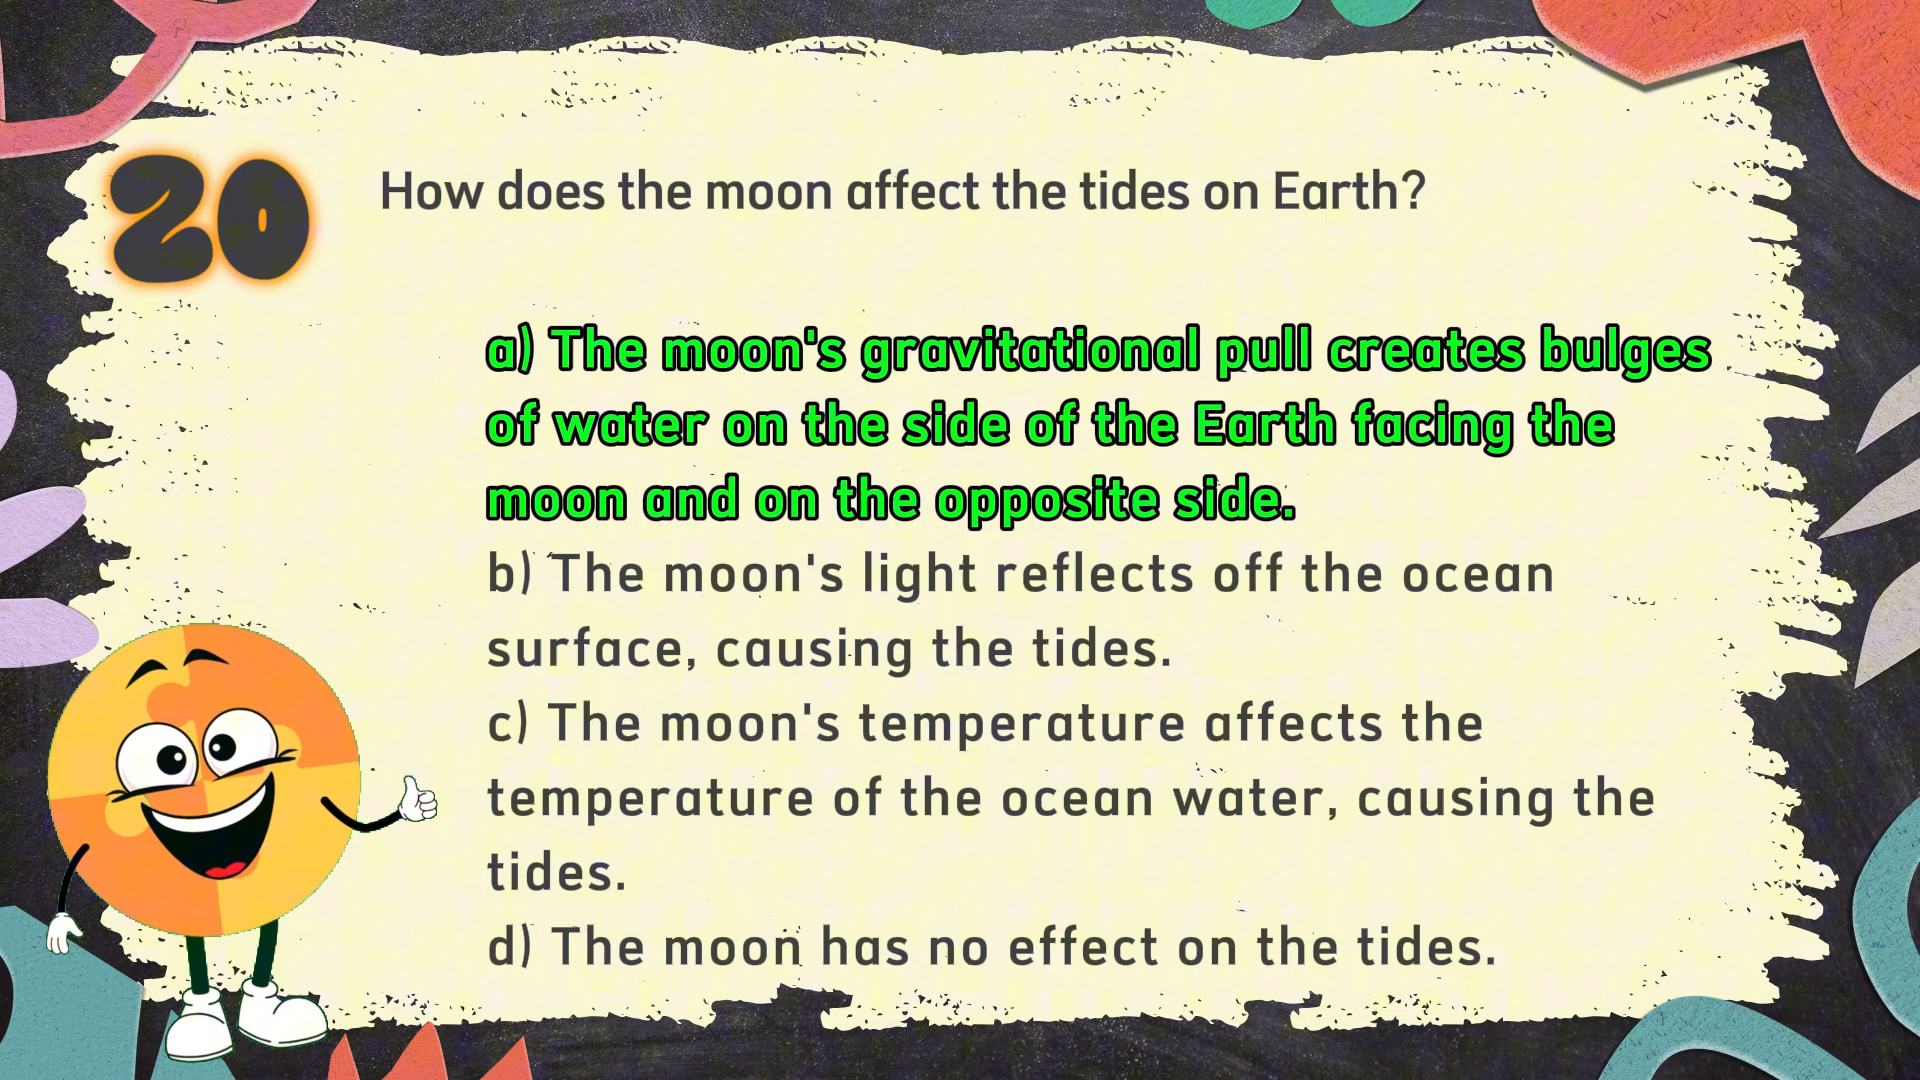 20
How does the moon affect the tides on Earth?
a) The moon's gravitational pull creates bulges
of water on the side of the Earth facing the
moon and on the opposite side.
b) The moon's light reflects off the ocean
surface, causing the tides.
c) The moon's temperature affects the
temperature of the ocean water, causing the
tides.
d) The moon has no effect on the tides.